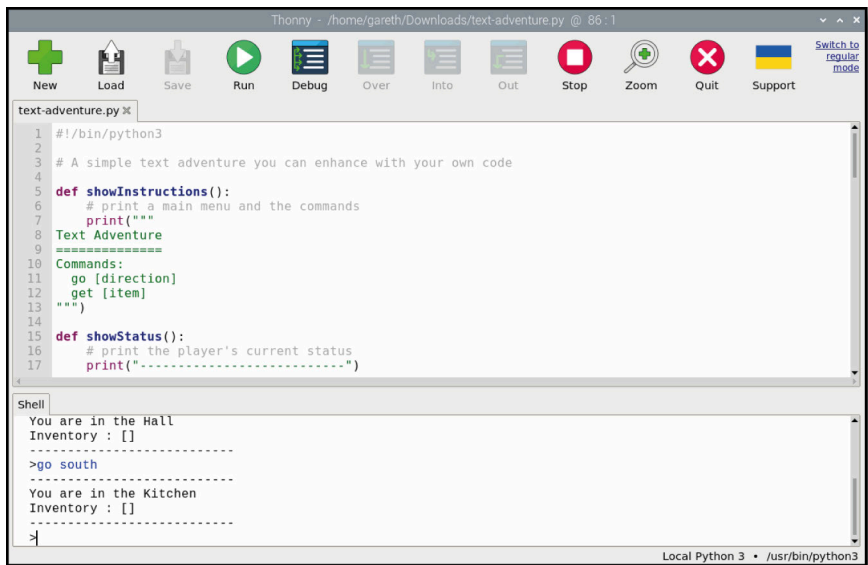 Thonny - /home/gareth/Downloads/text-adventure.py @ 86:1
New Load Save Run Debug Over Into Out Stop Zoom Quit Support
Switch to
regular
mode
text-adventure.py
1 #!/bin/python3
2
3 # A simple text adventure you can enhance with your own code
4
5 def showInstructions():
6     # print a main menu and the commands
7     print("""
8 Text Adventure
9 ==============
10 Commands:
11   go [direction]
12   get [item]
13 """)
14
15 def showStatus():
16     # print the player's current status
17     print("---------------------------")
Shell
You are in the Hall
Inventory : []
---------------------------
>go south
---------------------------
You are in the Kitchen
Inventory : []
---------------------------
>
Local Python 3 • /usr/bin/python3